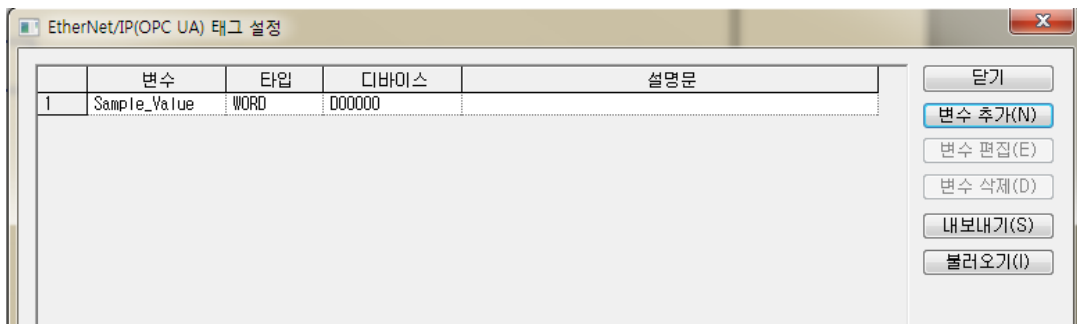 EtherNet/IP(OPC UA) 태그 설정
변수 타입 디바이스 설명문
1 Sample_Value WORD D00000
닫기
변수 추가(N)
변수 편집(E)
변수 삭제(D)
내보내기(S)
불러오기(I)